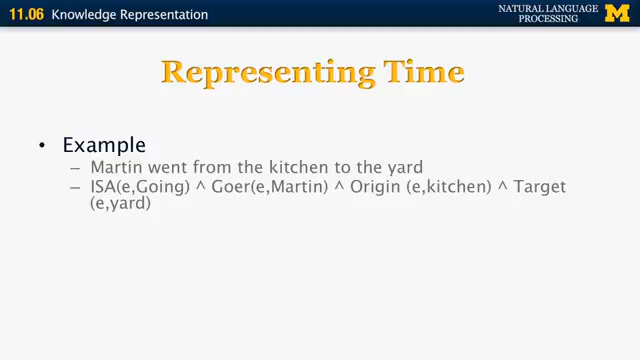 11.06 Knowledge Representation
NATURAL LANGUAGE
PROCESSING
M
Representing Time
• Example
– Martin went from the kitchen to the yard
– ISA(e,Going) ^ Goer(e,Martin) ^ Origin (e,kitchen) ^ Target
(e,yard)